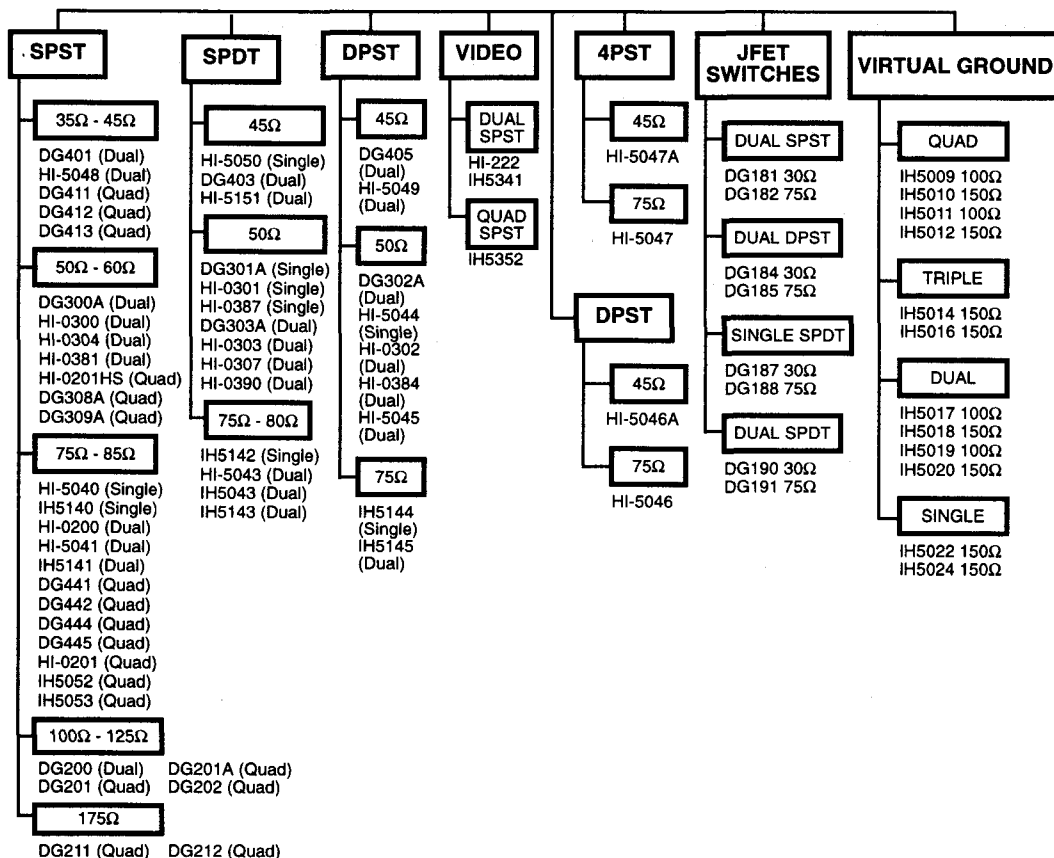 SPST
35Ω - 45Ω
DG401 (Dual)
HI-5048 (Dual)
DG411 (Quad)
DG412 (Quad)
DG413 (Quad)
50Ω - 60Ω
DG300A (Dual)
HI-0300 (Dual)
HI-0304 (Dual)
HI-0381 (Dual)
HI-0201HS (Quad)
DG308A (Quad)
DG309A (Quad)
75Ω - 85Ω
HI-5040 (Single)
IH5140 (Single)
HI-0200 (Dual)
HI-5041 (Dual)
IH5141 (Dual)
DG441 (Quad)
DG442 (Quad)
DG444 (Quad)
DG445 (Quad)
HI-0201 (Quad)
IH5052 (Quad)
IH5053 (Quad)
100Ω - 125Ω
DG200 (Dual) DG201A (Quad)
DG201 (Quad) DG202 (Quad)
175Ω
DG211 (Quad) DG212 (Quad)
SPDT
45Ω
HI-5050 (Single)
DG403 (Dual)
HI-5151 (Dual)
50Ω
DG301A (Single)
HI-0301 (Single)
HI-0387 (Single)
DG303A (Dual)
HI-0303 (Dual)
HI-0307 (Dual)
HI-0390 (Dual)
75Ω - 80Ω
IH5142 (Single)
HI-5043 (Dual)
IH5043 (Dual)
IH5143 (Dual)
DPST
45Ω
DG405
(Dual)
HI-5049
(Dual)
50Ω
DG302A
(Dual)
HI-5044
(Single)
HI-0302
(Dual)
HI-0384
(Dual)
HI-5045
(Dual)
75Ω
IH5144
(Single)
IH5145
(Dual)
VIDEO
DUAL
SPST
HI-222
IH5341
QUAD
SPST
IH5352
4PST
45Ω
HI-5047A
75Ω
HI-5047
DPST
45Ω
HI-5046A
75Ω
HI-5046
JFET
SWITCHES
DUAL SPST
DG181 30Ω
DG182 75Ω
DUAL DPST
DG184 30Ω
DG185 75Ω
SINGLE SPDT
DG187 30Ω
DG188 75Ω
DUAL SPDT
DG190 30Ω
DG191 75Ω
VIRTUAL GROUND
QUAD
IH5009 100Ω
IH5010 150Ω
IH5011 100Ω
IH5012 150Ω
TRIPLE
IH5014 150Ω
IH5016 150Ω
DUAL
IH5017 100Ω
IH5018 150Ω
IH5019 100Ω
IH5020 150Ω
SINGLE
IH5022 150Ω
IH5024 150Ω